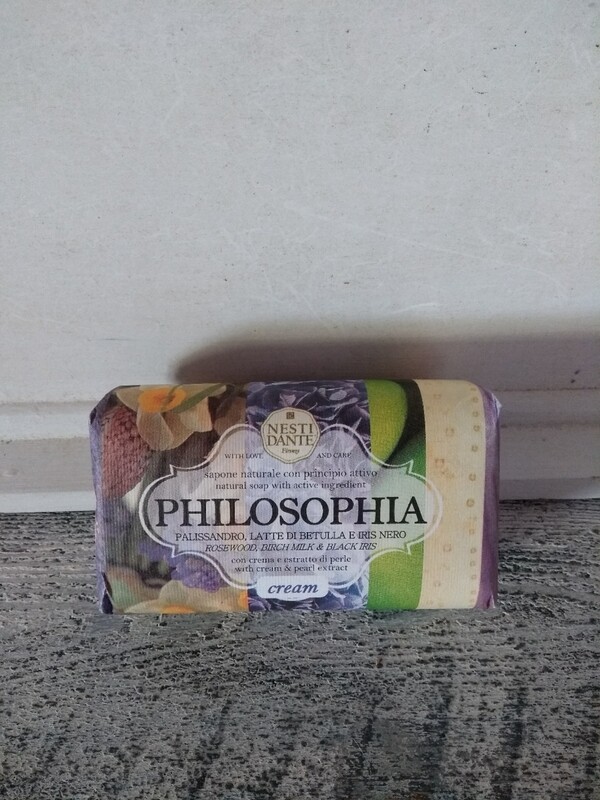 NESTI
DANTE
Firenze
WITH LOVE AND CARE
sapone naturale con principio attivo
natural soap with active ingredient
PHILOSOPHIA
PALISSANDRO, LATTE DI BETULLA E IRIS NERO
ROSEWOOD, BIRCH MILK & BLACK IRIS
con crema e estratto di perle
with cream & pearl extract
cream